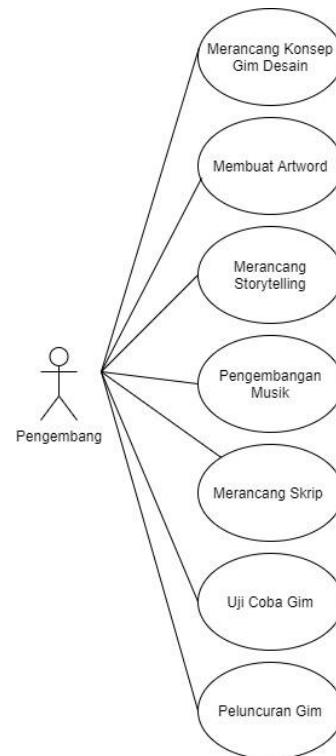 Merancang Konsep
Gim Desain
Membuat Artword
Merancang
Storytelling
Pengembangan
Musik
Pengembang
Merancang Skrip
Uji Coba Gim
Peluncuran Gim